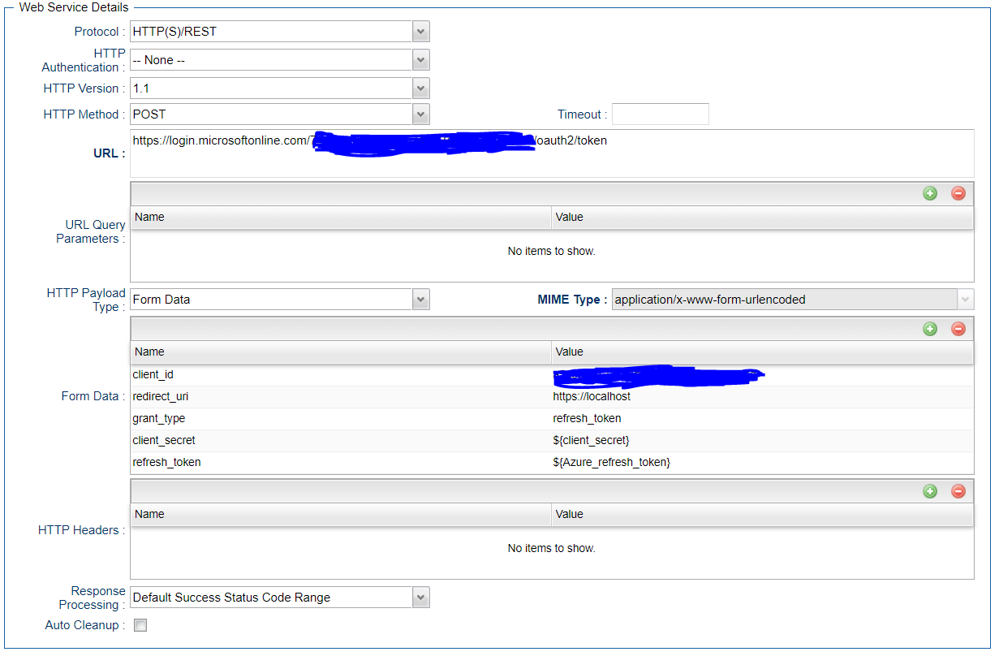 Web Service Details
Protocol : HTTP(S)/REST
HTTP
Authentication : -- None --
HTTP Version : 1.1
HTTP Method : POST Timeout :
https://login.microsoftonline.com/ /oauth2/token
URL :
Name Value
URL Query
Parameters :
No items to show.
HTTP Payload
Type : Form Data MIME Type : application/x-www-form-urlencoded
Name Value
client_id
Form Data : redirect_uri https://localhost
grant_type refresh_token
client_secret ${client_secret}
refresh_token ${Azure_refresh_token}
Name Value
HTTP Headers :
No items to show.
Response
Processing : Default Success Status Code Range
Auto Cleanup :